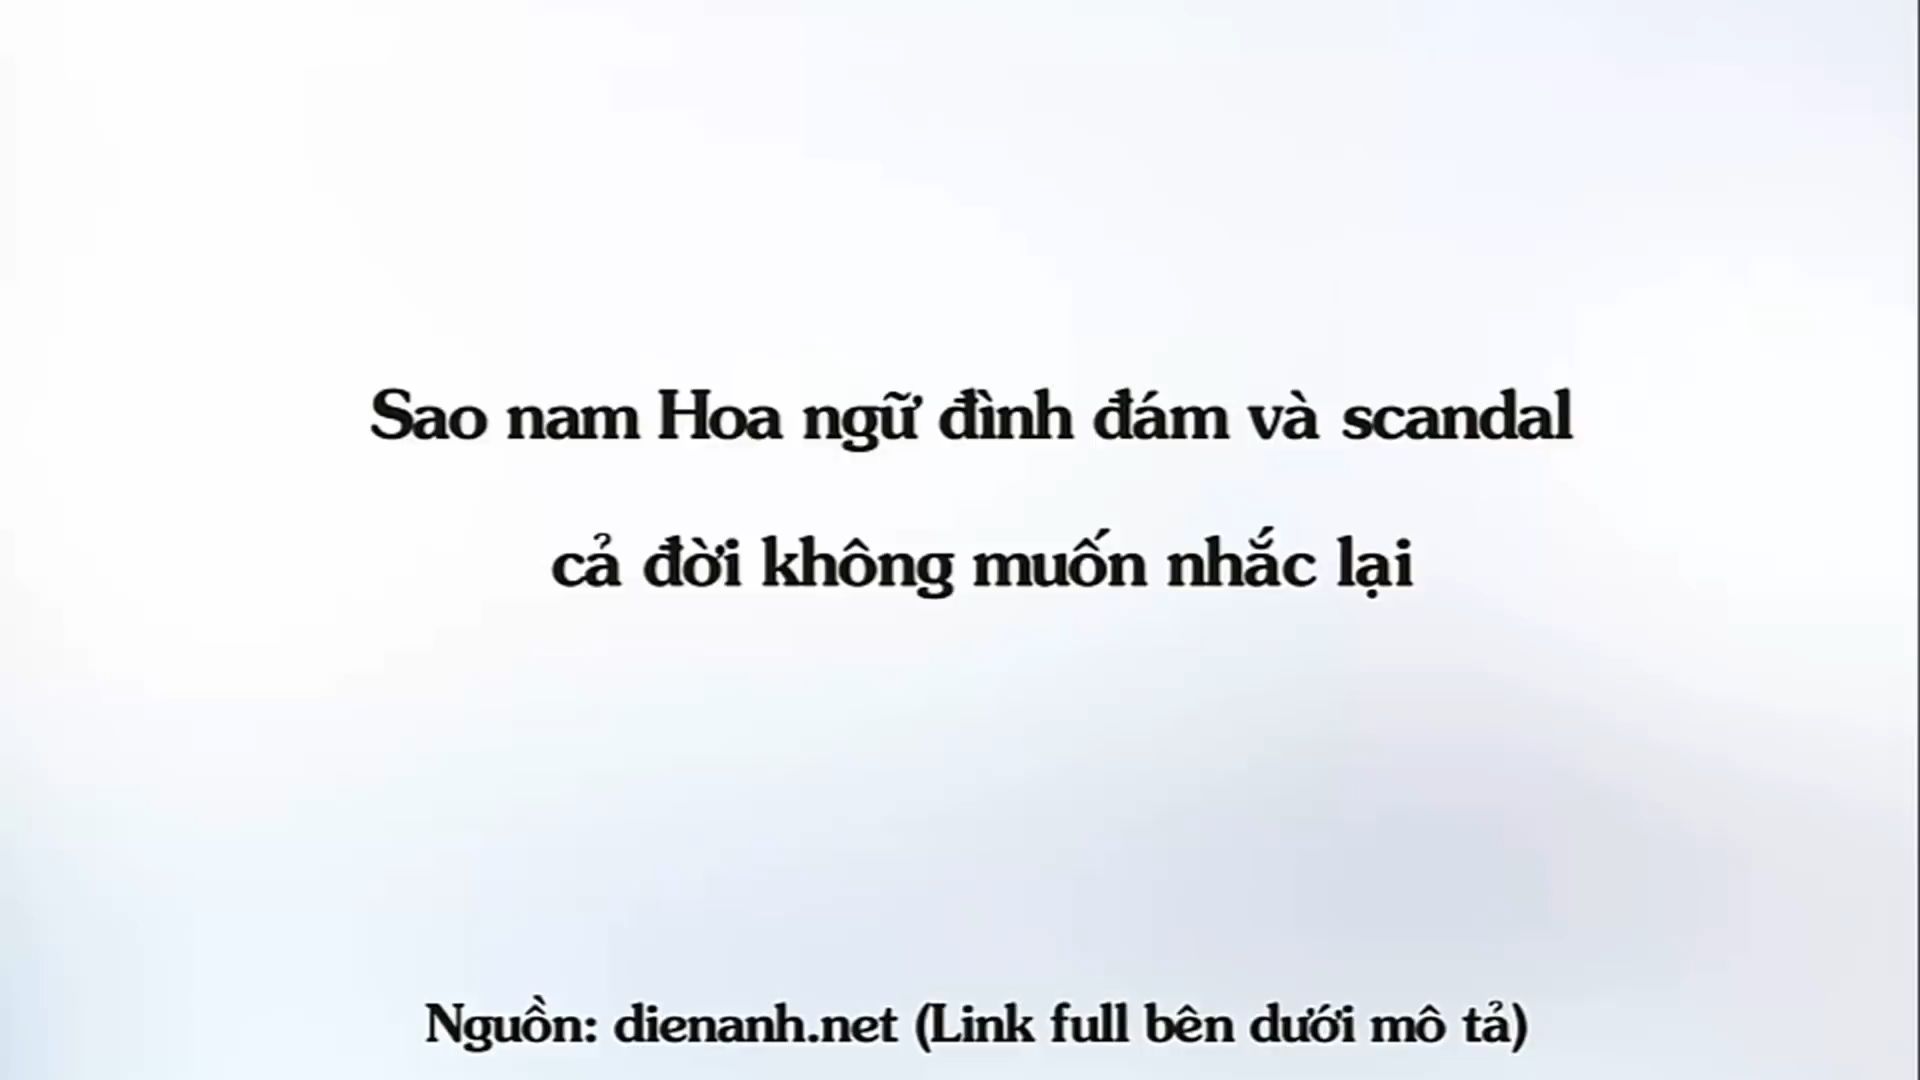 Sao nam Hoa ngữ đình đám và scandal
cả đời không muốn nhắc lại
Nguồn: dienanh.net (Link full bên dưới mô tả)